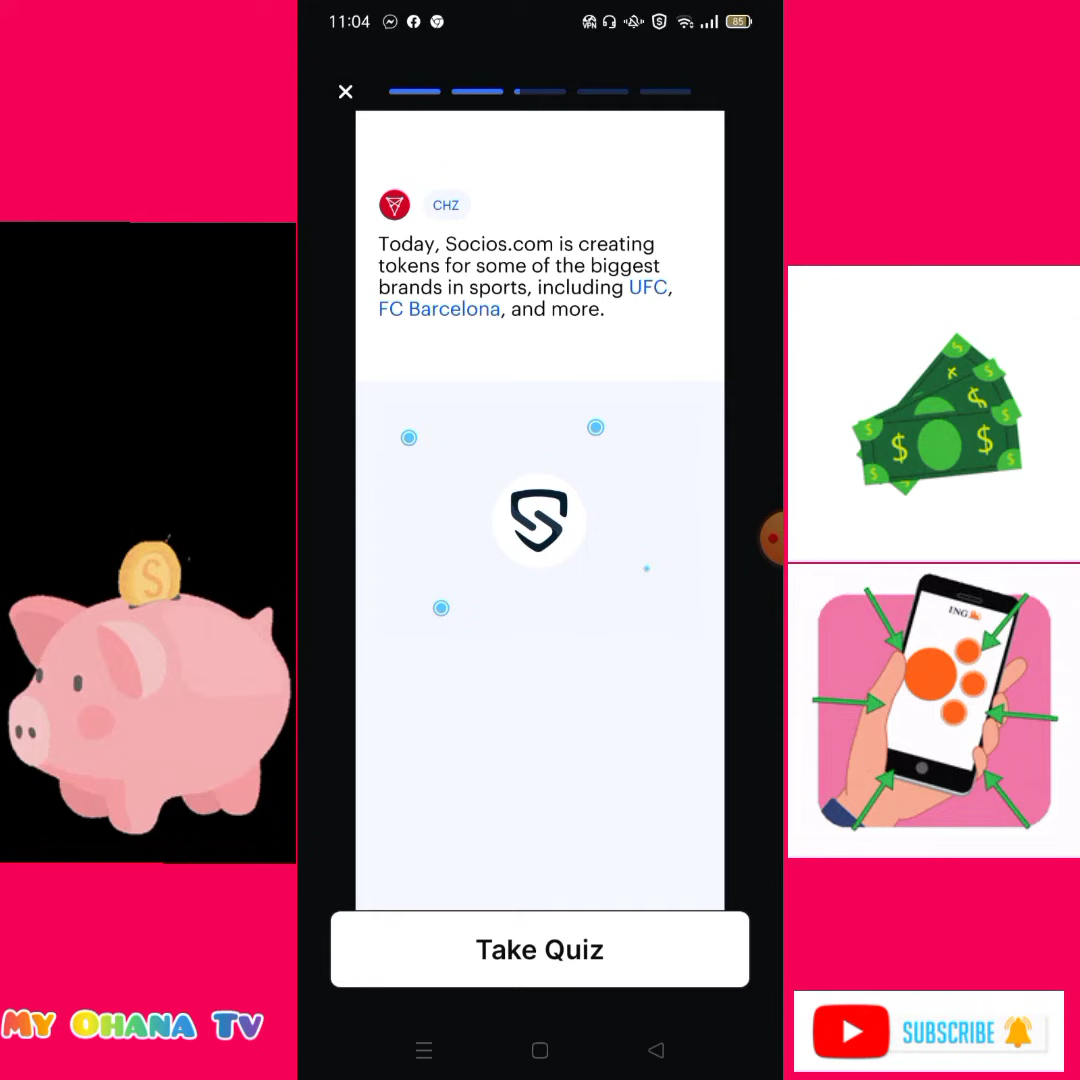 11:04
VPN
85
CHZ
Today, Socios.com is creating
tokens for some of the biggest
brands in sports, including UFC,
FC Barcelona, and more.
ING
Take Quiz
My Ohana Tv
SUBSCRIBE